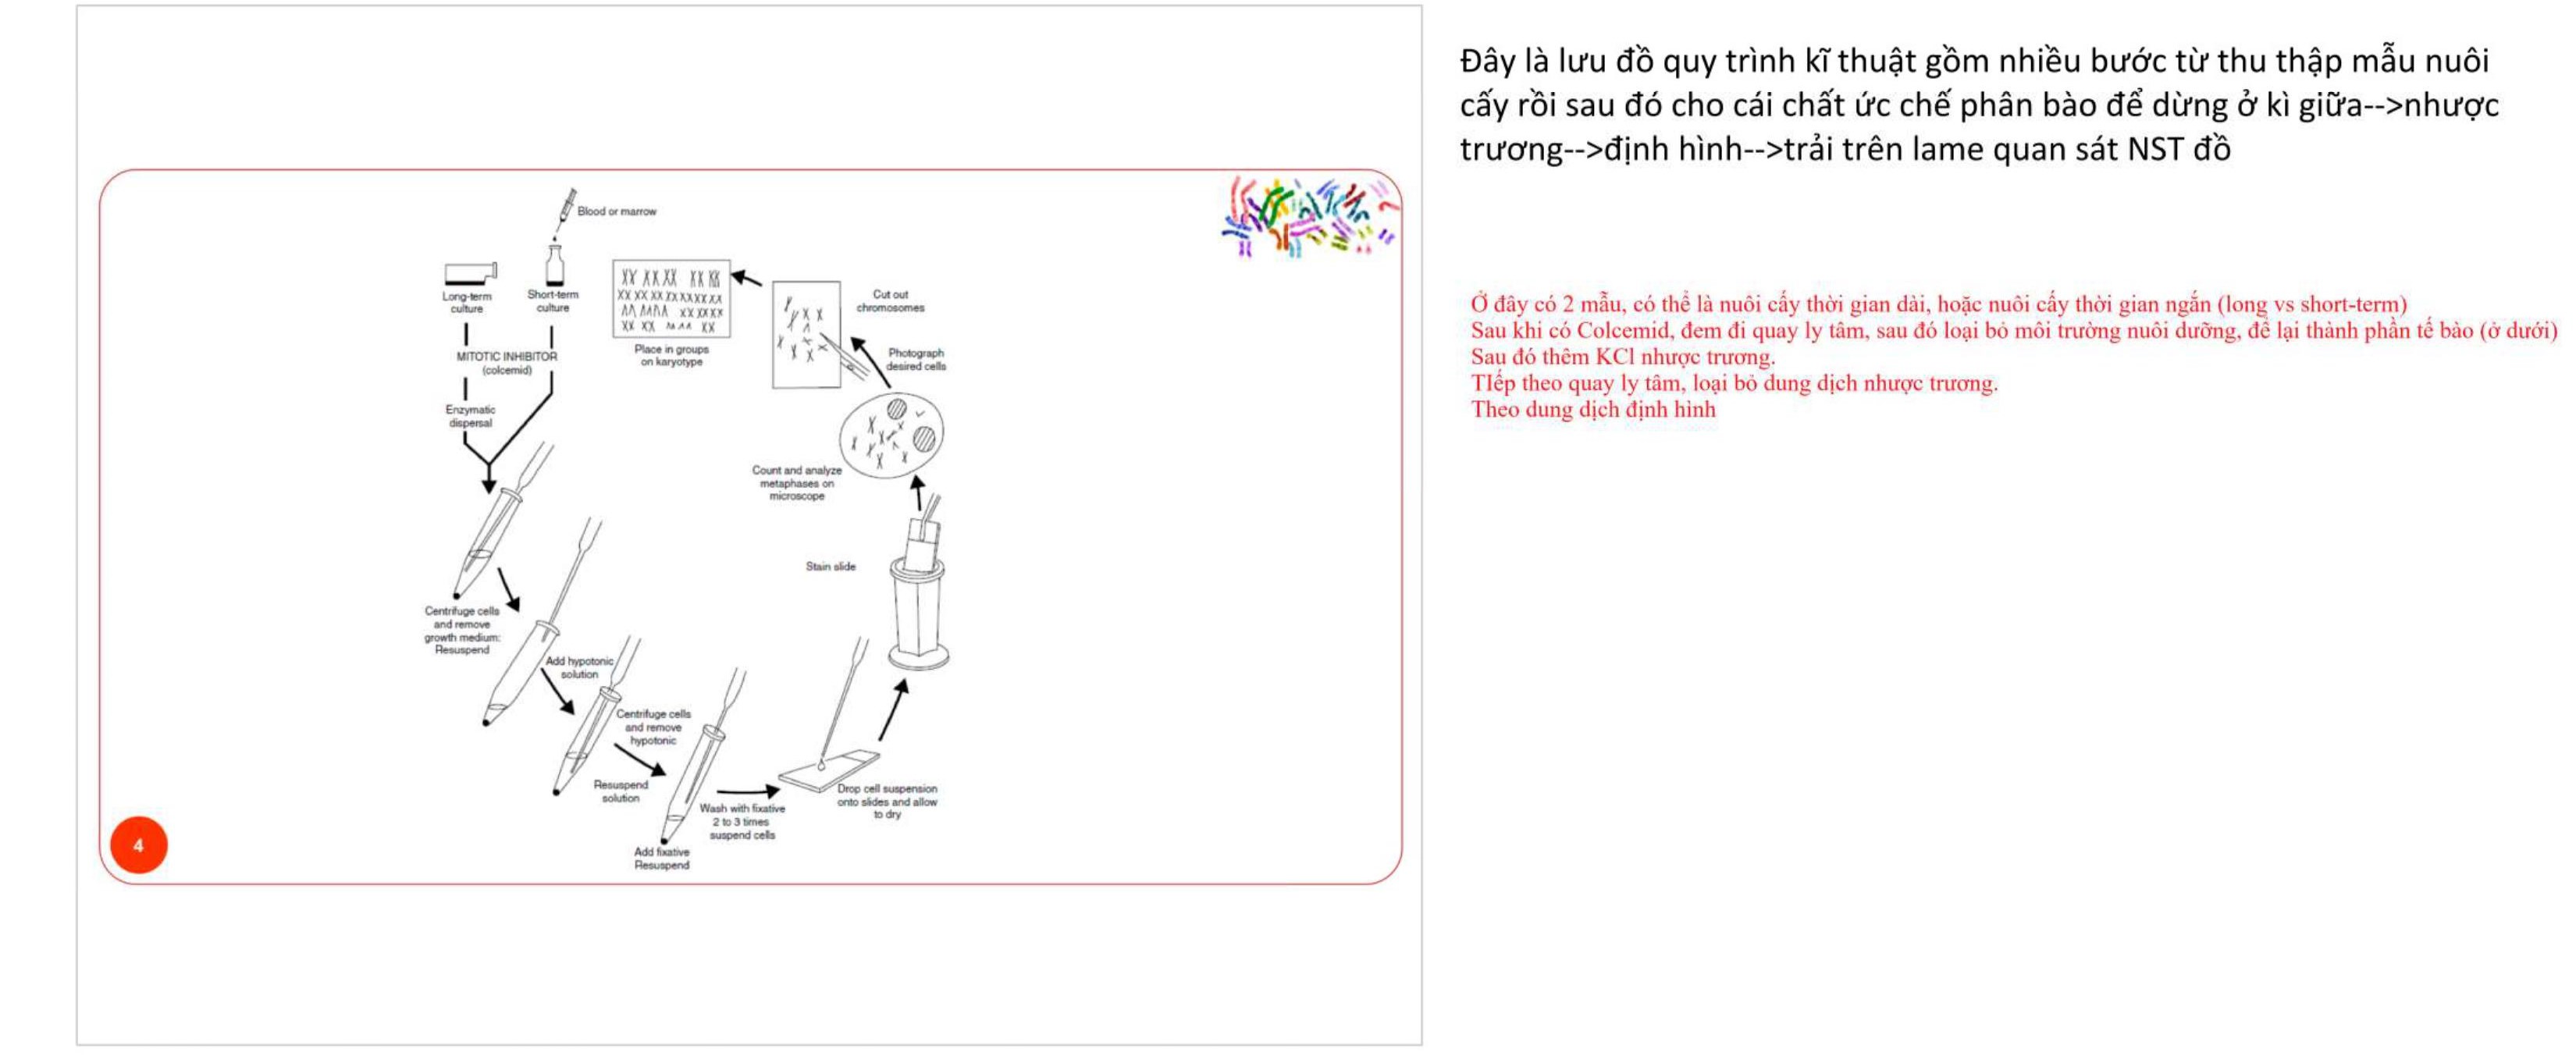 Đây là lưu đồ quy trình kĩ thuật gồm nhiều bước từ thu thập mẫu nuôi
cấy rồi sau đó cho cái chất ức chế phân bào để dừng ở kì giữa-->nhược
trương-->định hình-->trải trên lame quan sát NST đồ
Ở đây có 2 mẫu, có thể là nuôi cấy thời gian dài, hoặc nuôi cấy thời gian ngắn (long vs short-term)
Sau khi có Colcemid, đem đi quay ly tâm, sau đó loại bỏ môi trường nuôi dưỡng, để lại thành phần tế bào (ở dưới)
Sau đó thêm KCl nhược trương.
TIếp theo quay ly tâm, loại bỏ dung dịch nhược trương.
Theo dung dịch định hình
Blood or marrow
Long-term
culture
Short-term
culture
MITOTIC INHIBITOR
(colcemid)
Enzymatic
dispersal
Centrifuge cells
and remove
growth medium:
Resuspend
Add hypotonic
solution
Centrifuge cells
and remove
hypotonic
Resuspend
solution
Add fixative
Resuspend
Wash with fixative
2 to 3 times
suspend cells
Drop cell suspension
onto slides and allow
to dry
Stain slide
Count and analyze
metaphases on
microscope
Photograph
desired cells
Cut out
chromosomes
Place in groups
on karyotype
4